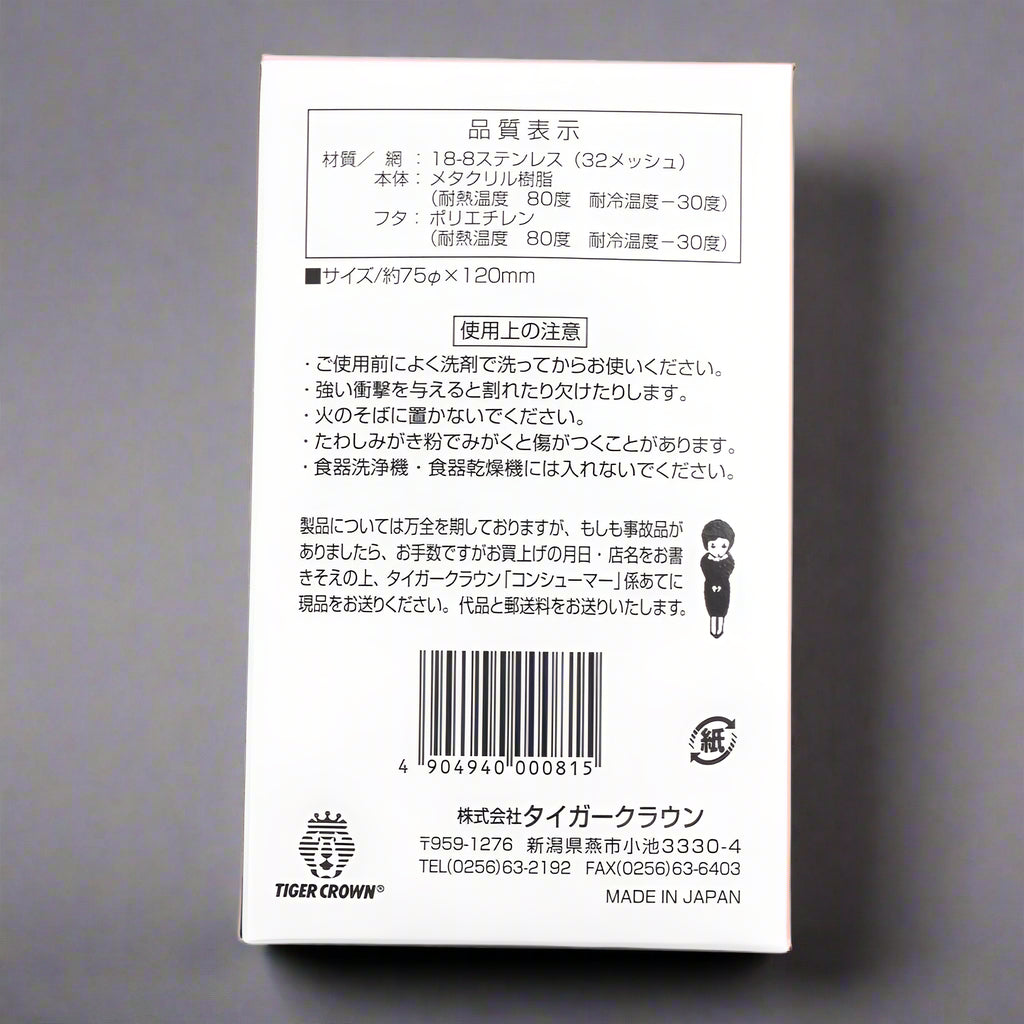 品質表示
材質／ 網 ： 18-8ステンレス（32メッシュ）
本体： メタクリル樹脂
（耐熱温度 80度 耐冷温度－30度）
フタ： ポリエチレン
（耐熱温度 80度 耐冷温度－30度）
■サイズ/約75φ×120mm
使用上の注意
・ご使用前によく洗剤で洗ってからお使いください。
・強い衝撃を与えると割れたり欠けたりします。
・火のそばに置かないでください。
・たわしみがき粉でみがくと傷がつくことがあります。
・食器洗浄機・食器乾燥機には入れないでください。
製品については万全を期しておりますが、もしも事故品が
ありましたら、お手数ですがお買上げの月日・店名をお書
きそえの上、タイガークラウン「コンシューマー」係あてに
現品をお送りください。代品と郵送料をお送りいたします。
4 904940 000815
紙
株式会社タイガークラウン
〒959-1276 新潟県燕市小池3330-4
TEL(0256)63-2192 FAX(0256)63-6403
TIGER CROWN®
MADE IN JAPAN